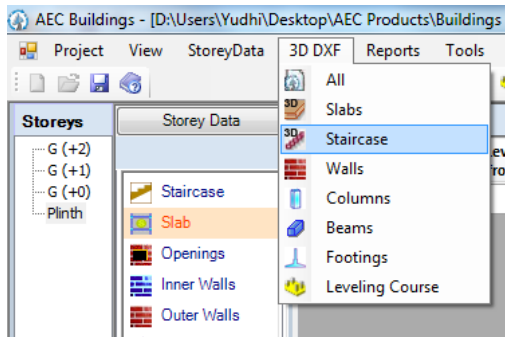 AEC Buildings - [D:\Users\Yudhi\Desktop\AEC Products\Buildings
Project View StoreyData 3D DXF Reports Tools
All
Slabs
Staircase
Walls
Columns
Beams
Footings
Leveling Course
Storeys
G (+2)
G (+1)
G (+0)
Plinth
Storey Data
Staircase
Slab
Openings
Inner Walls
Outer Walls